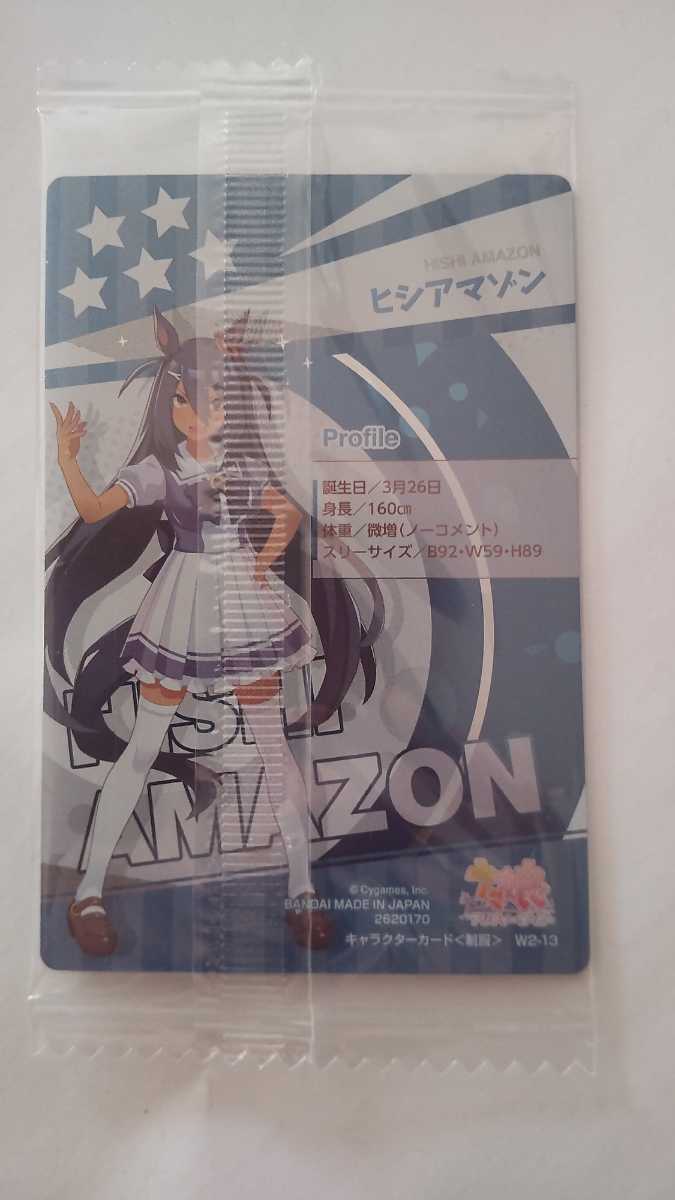 HISHI AMAZON
ヒシアマゾン
Profile
誕生日/3月26日
身長/160cm
体重/微増(ノーコメント)
スリーサイズ/B92・W59・H89
HISHI
AMAZON
© Cygames, Inc.
BANDAI MADE IN JAPAN
2620170
キャラクターカード<制服> W2-13